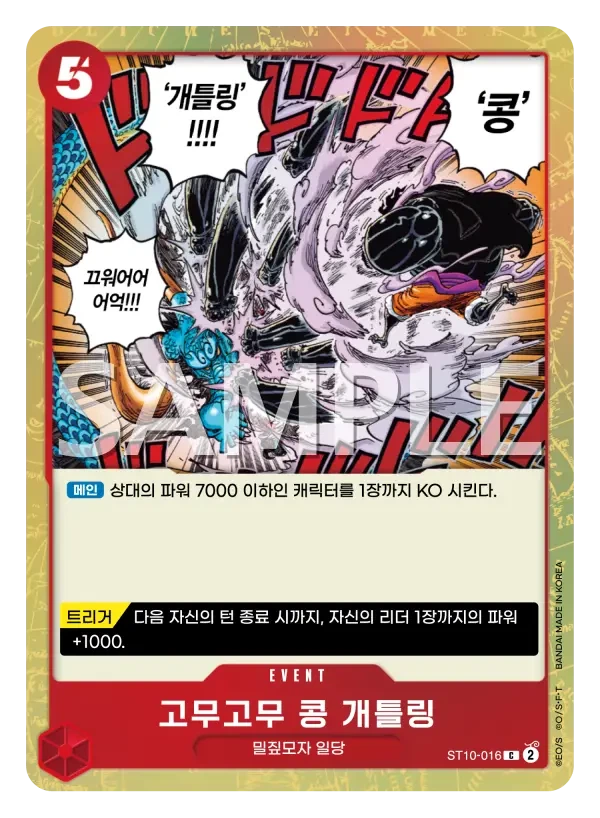 5
'개틀링'
!!!!
'콩'
ドドドド
끄워어어
어억!!!
SAMPLE
메인 상대의 파워 7000 이하인 캐릭터를 1장까지 KO 시킨다.
트리거 다음 자신의 턴 종료 시까지, 자신의 리더 1장까지의 파워
+1000.
EVENT
고무고무 콩 개틀링
밀짚모자 일당
ST10-016 C 2
BANDAI MADE IN KOREA
©EO/S ©O/S·F·T